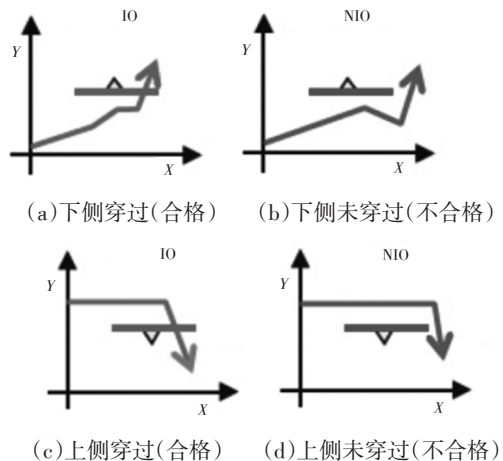 IO NIO
Y Y
X X
(a)下侧穿过(合格) (b)下侧未穿过(不合格)
IO NIO
Y Y
X X
(c)上侧穿过(合格) (d)上侧未穿过(不合格)